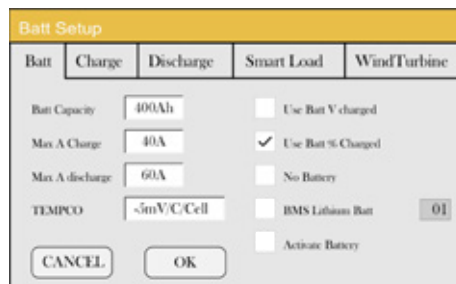 Batt Setup
Batt Charge Discharge Smart Load WindTurbine
Batt Capacity 400Ah Use Batt V charged
Max A Charge 40A Use Batt % Charged
Max A discharge 60A No Battery
TEMPCO -5mV/C/Cell BMS Lithium Batt 01
Activate Battery
CANCEL OK